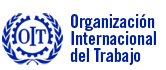 OIT
Organización
Internacional
del Trabajo